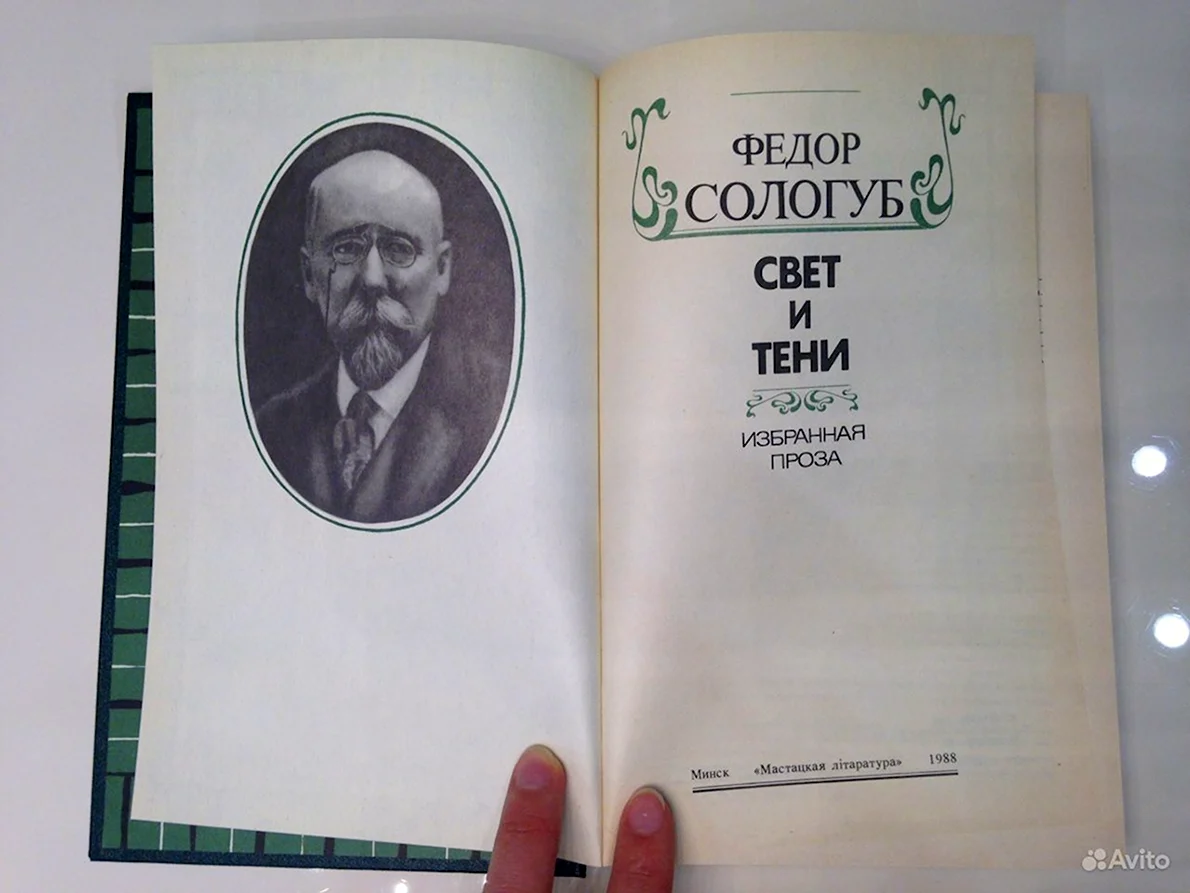 ФЕДОР
СОЛОГУБ
СВЕТ
И
ТЕНИ
ИЗБРАННАЯ
ПРОЗА
Минск «Мастацкая літаратура» 1988
Avito